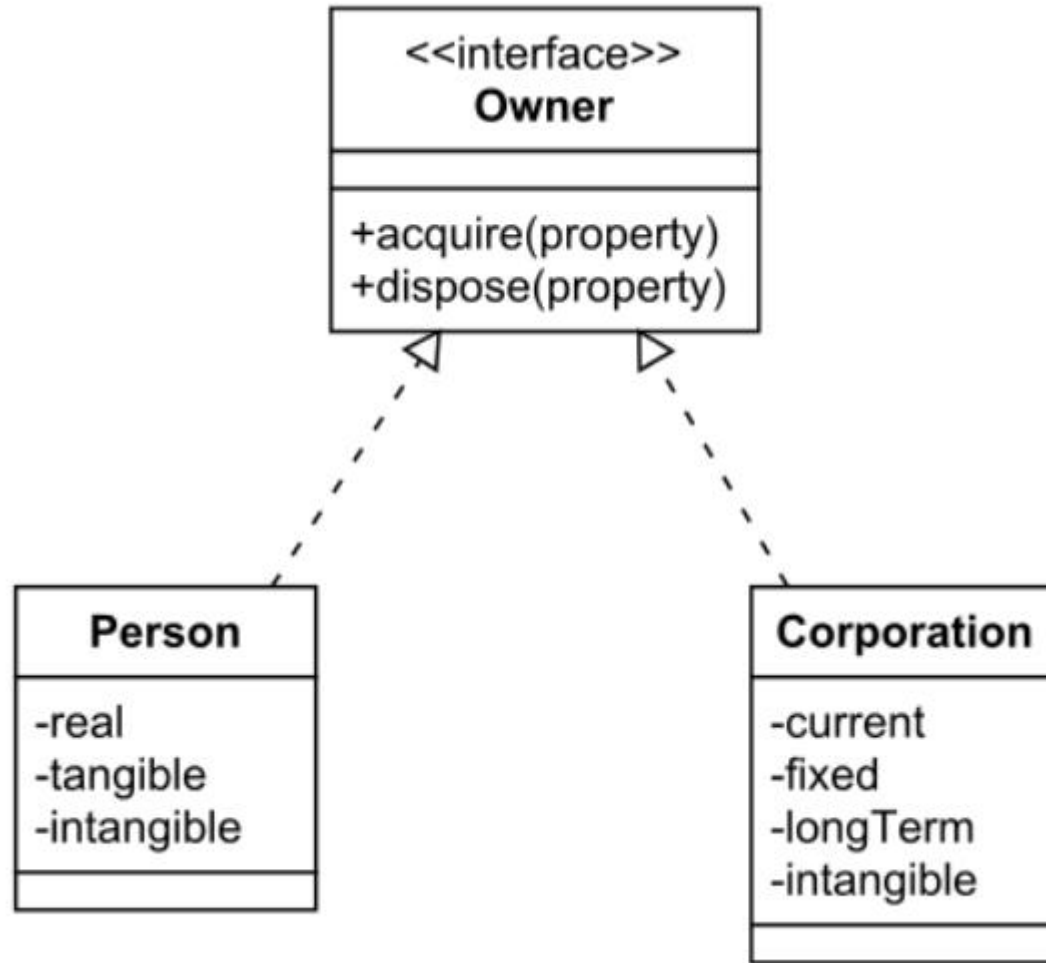 <<interface>>
Owner
+acquire(property)
+dispose(property)
Person
-real
-tangible
-intangible
Corporation
-current
-fixed
-longTerm
-intangible